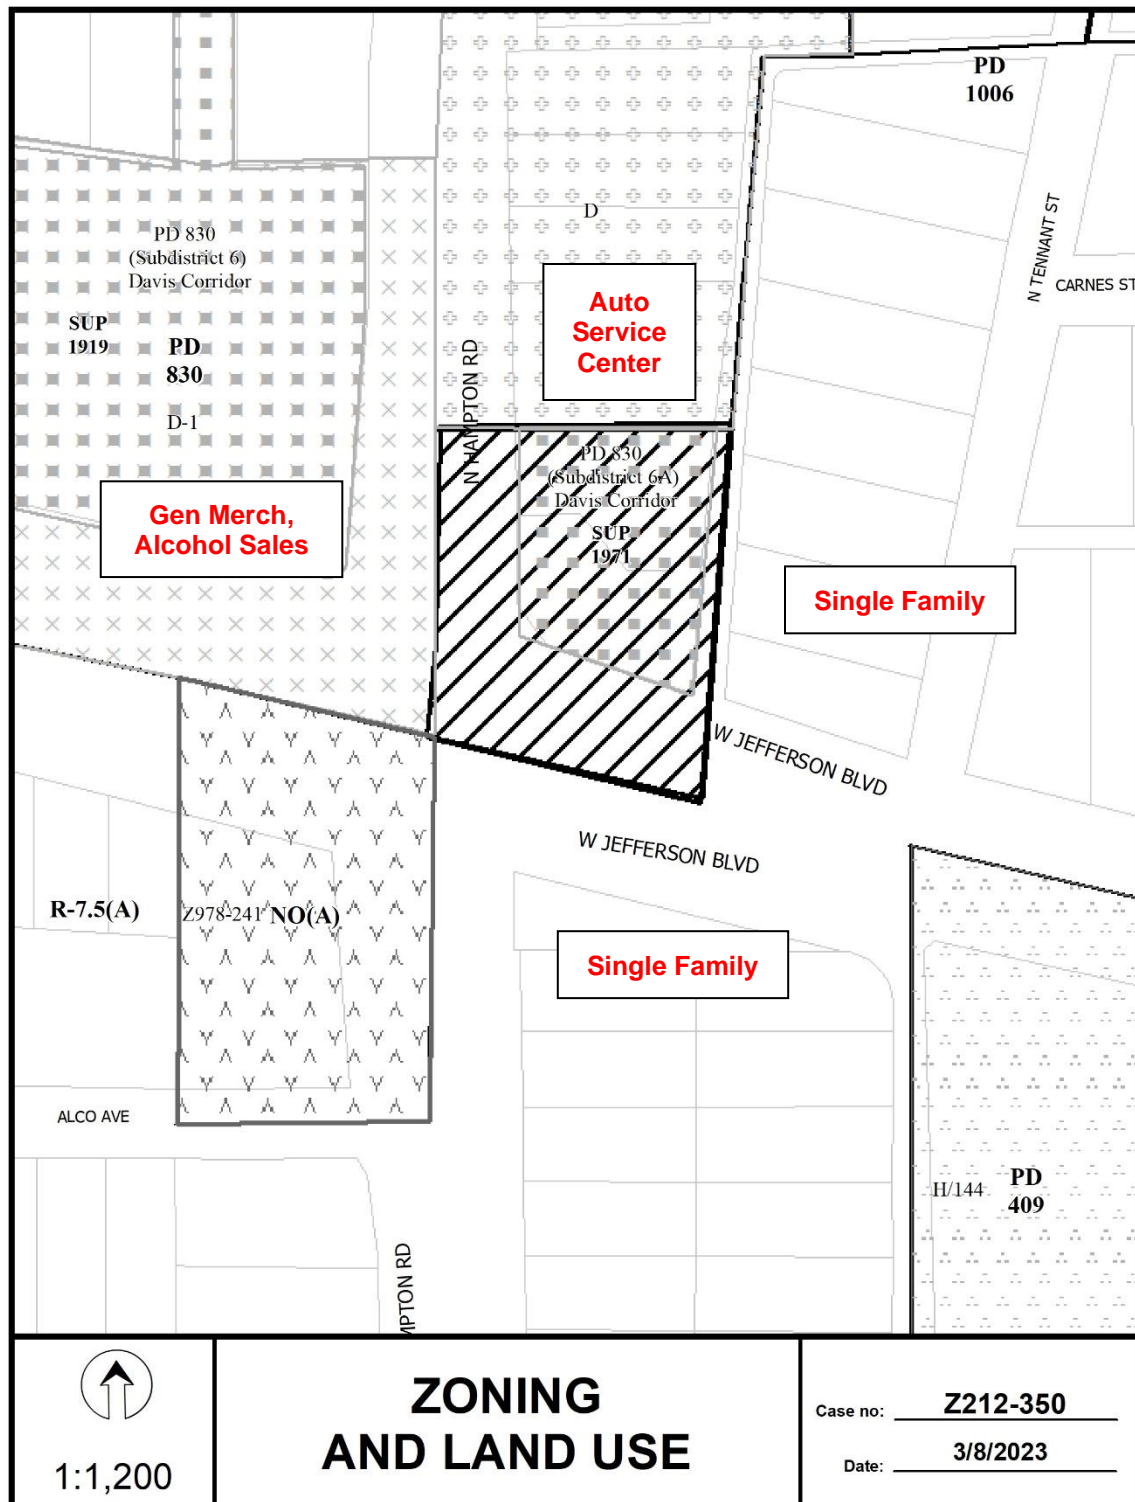 PD
1006
N TENNANT ST
CARNES ST
D
PD 830
(Subdistrict 6)
Davis Corridor
SUP
1919
PD
830
D-1
Auto
Service
Center
N HAMPTON RD
PD 830
(Subdistrict 6A)
Davis Corridor
SUP
1971
Gen Merch,
Alcohol Sales
Single Family
W JEFFERSON BLVD
W JEFFERSON BLVD
R-7.5(A)
Z978-241
NO(A)
Single Family
ALCO AVE
H/144
PD
409
MPTON RD
1:1,200
ZONING
AND LAND USE
Case no: Z212-350
Date: 3/8/2023